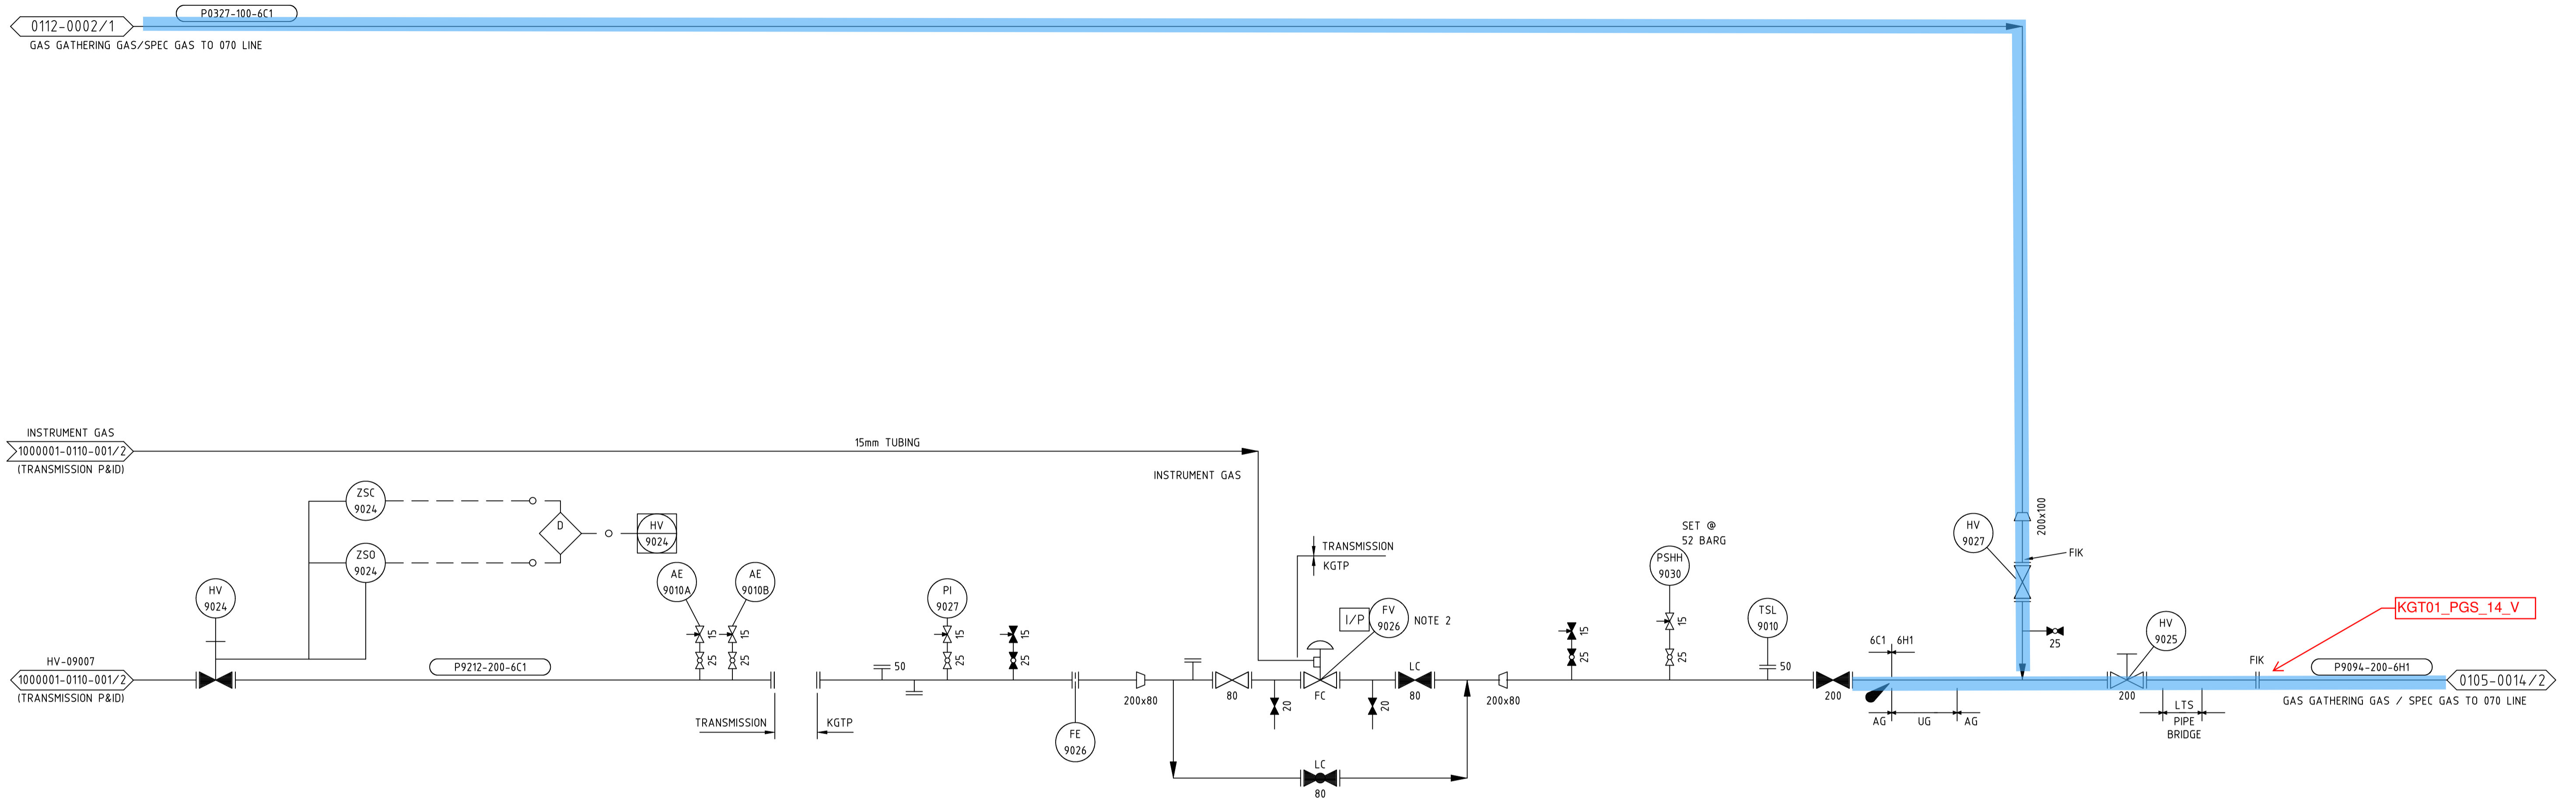 P0327-100-6C1
0112-0002/1
GAS GATHERING GAS/SPEC GAS TO 070 LINE
INSTRUMENT GAS
1000001-0110-001/2
(TRANSMISSION P&ID)
15mm TUBING
INSTRUMENT GAS
ZSC
9024
D
HV
9024
ZSO
9024
HV
9024
AE
9010A
AE
9010B
15
15
25
25
PI
9027
15
25
15
25
TRANSMISSION
KGTP
I/P
FV
9026
NOTE 2
SET @
52 BARG
PSHH
9030
15
25
15
25
TSL
9010
50
200x100
HV
9027
FIK
25
6C1
6H1
HV
9025
KGT01_PGS_14_V
FIK
P9094-200-6H1
0105-0014/2
GAS GATHERING GAS / SPEC GAS TO 070 LINE
HV-09007
1000001-0110-001/2
(TRANSMISSION P&ID)
P9212-200-6C1
50
TRANSMISSION
KGTP
FE
9026
200x80
80
20
FC
20
LC
80
200x80
LC
80
200
AG
UG
AG
200
LTS
PIPE
BRIDGE